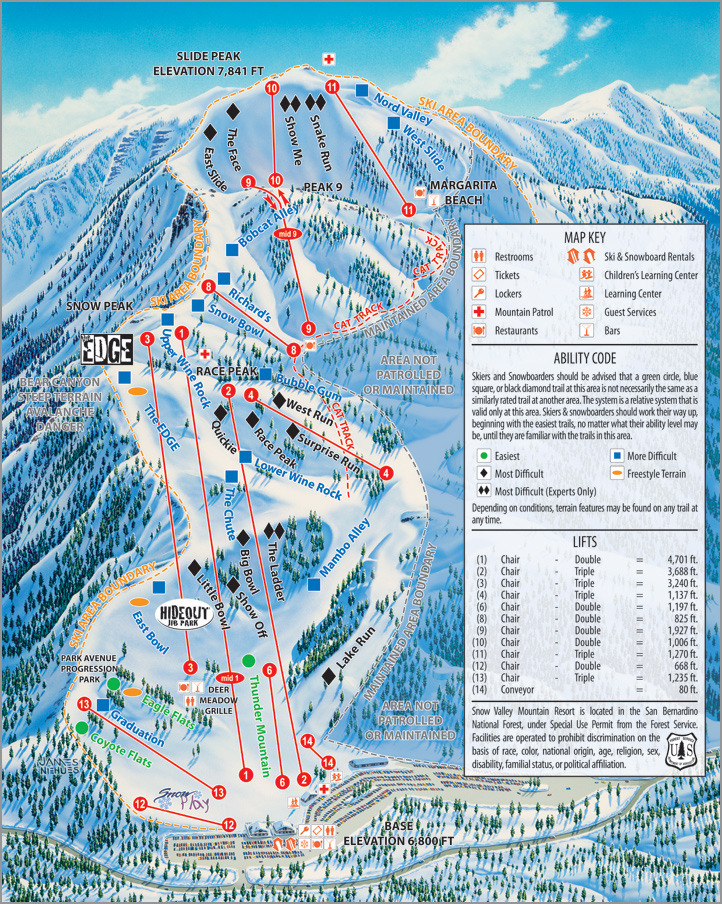 SLIDE PEAK
ELEVATION 7,841 FT
10
11
Nord Valley
West Slide
SKI AREA BOUNDARY
The Face
East Slide
Show Me
Snake Run
9
10
PEAK 9
11
MARGARITA
BEACH
mid 9
Bobcat Alley
SKI AREA BOUNDARY
CAT TRACK
CAT TRACK
MAINTAINED AREA BOUNDARY
8
Richard's
Snow Bowl
9
8
SNOW PEAK
THE
EDGE
3
1
Upper Wine Rock
RACE PEAK
AREA NOT
PATROLLED
OR MAINTAINED
BEAR CANYON
STEEP TERRAIN
AVALANCHE
DANGER
The EDGE
2
4
Bubble Gum
West Run
Quickie
Race Peak
Surprise Run
CAT TRACK
4
Lower Wine Rock
The Chute
Big Bowl
The Ladder
Mambo Alley
Little Bowl
Show Off
SKI AREA BOUNDARY
East Bowl
HIDEOUT
JIB PARK
Lake Run
MAINTAINED AREA BOUNDARY
PARK AVENUE
PROGRESSION
PARK
3
mid 1
6
Thunder Mountain
DEER
MEADOW
GRILLE
Eagle Flats
13
Graduation
Coyote Flats
AREA NOT
PATROLLED
OR MAINTAINED
14
14
JAMES
NIEHUES
Snow
Play
13
1
6
2
12
12
BASE
ELEVATION 6,800 FT
MAP KEY
Restrooms
Tickets
Lockers
Mountain Patrol
Restaurants
Ski & Snowboard Rentals
Children's Learning Center
Learning Center
Guest Services
Bars
ABILITY CODE
Skiers and Snowboarders should be advised that a green circle, blue
square, or black diamond trail at this area is not necessarily the same as a
similarly rated trail at another area. The system is a relative system that is
valid only at this area. Skiers & snowboarders should work their way up,
beginning with the easiest trails, no matter what their ability level may
be, until they are familiar with the trails in this area.
Easiest
More Difficult
Most Difficult
Freestyle Terrain
Most Difficult (Experts Only)
Depending on conditions, terrain features may be found on any trail at
any time.
LIFTS
(1) Chair - Double = 4,701 ft.
(2) Chair - Triple = 3,688 ft.
(3) Chair - Triple = 3,240 ft.
(4) Chair - Triple = 1,137 ft.
(6) Chair - Double = 1,197 ft.
(8) Chair - Double = 825 ft.
(9) Chair - Double = 1,927 ft.
(10) Chair - Double = 1,006 ft.
(11) Chair - Triple = 1,270 ft.
(12) Chair - Double = 668 ft.
(13) Chair - Triple = 1,235 ft.
(14) Conveyor = 80 ft.
Snow Valley Mountain Resort is located in the San Bernardino
National Forest, under Special Use Permit from the Forest Service.
Facilities are operated to prohibit discrimination on the
basis of race, color, national origin, age, religion, sex,
disability, familial status, or political affiliation.
U S